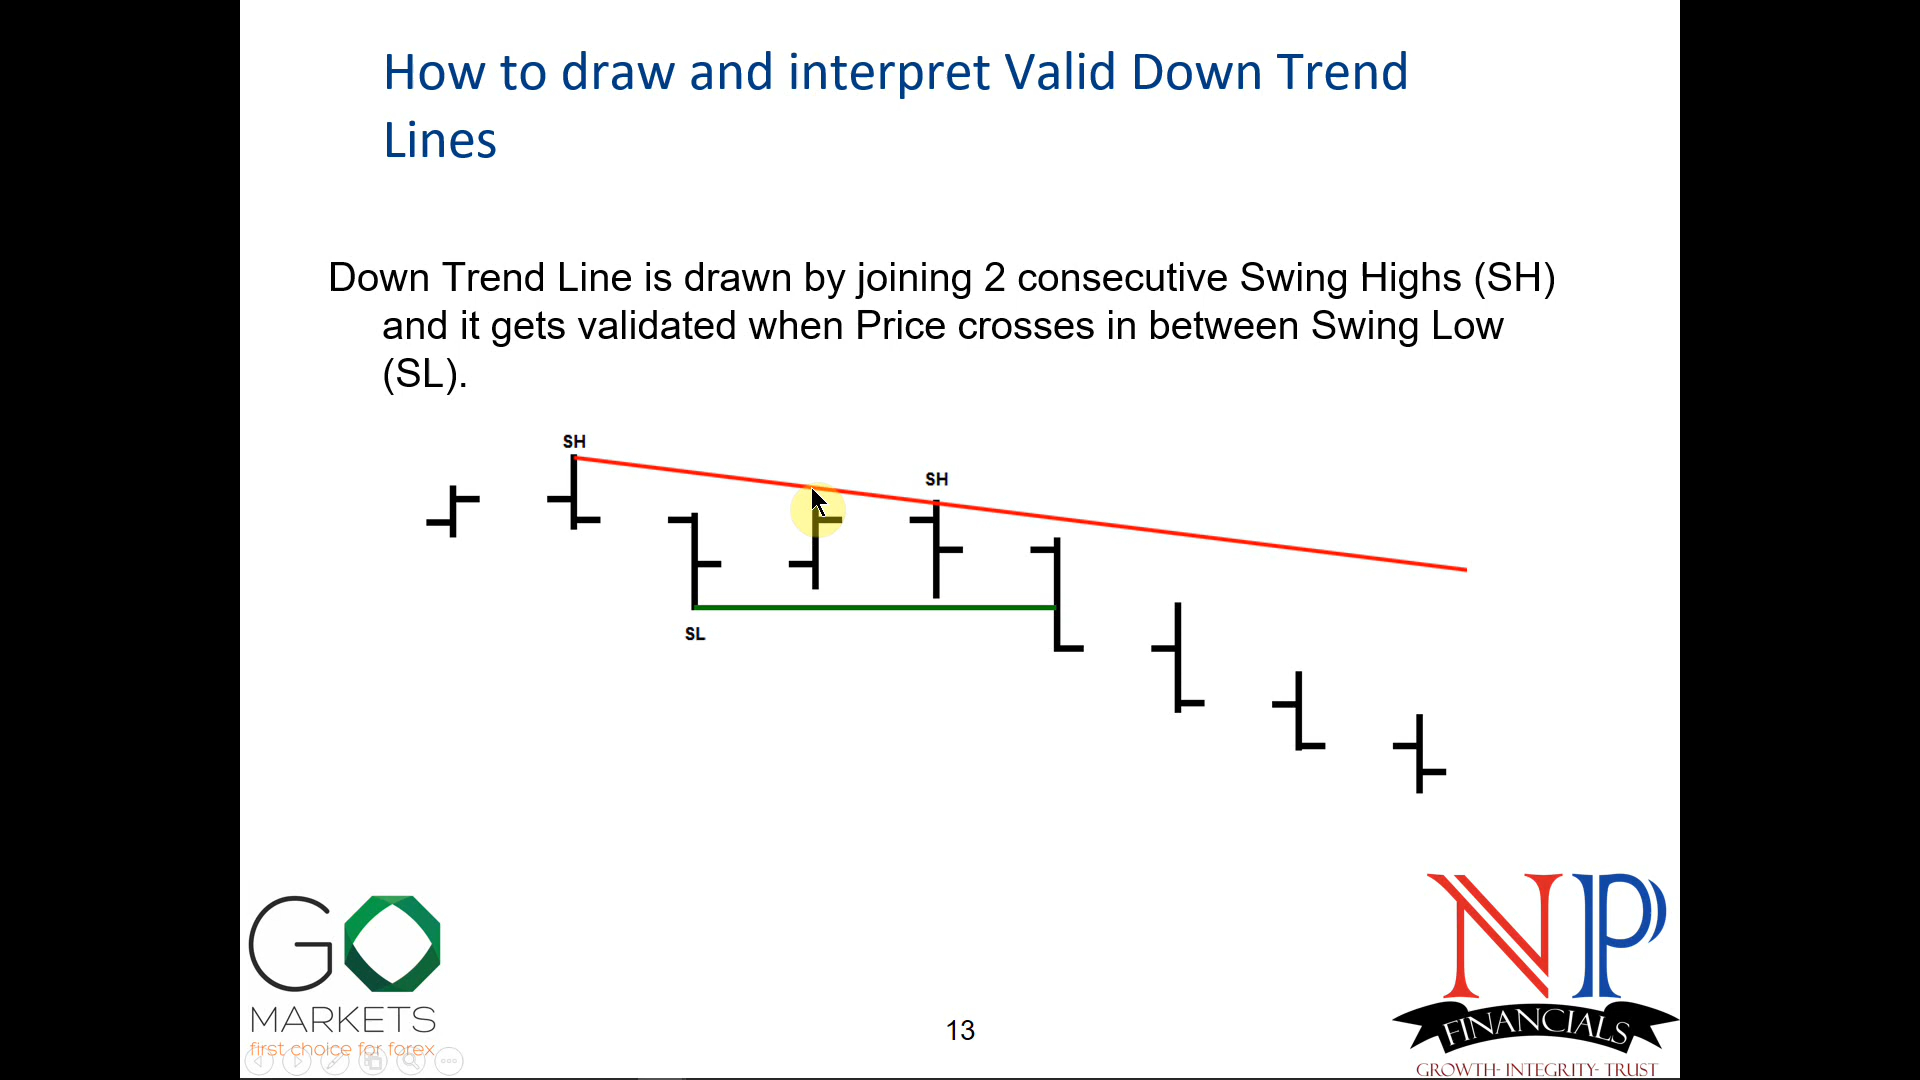 How to draw and interpret Valid Down Trend
Lines
Down Trend Line is drawn by joining 2 consecutive Swing Highs (SH)
and it gets validated when Price crosses in between Swing Low
(SL).
SH
SH
SL
GO
MARKETS
first choice for forex
13
NP
FINANCIALS
GROWTH- INTEGRITY- TRUST